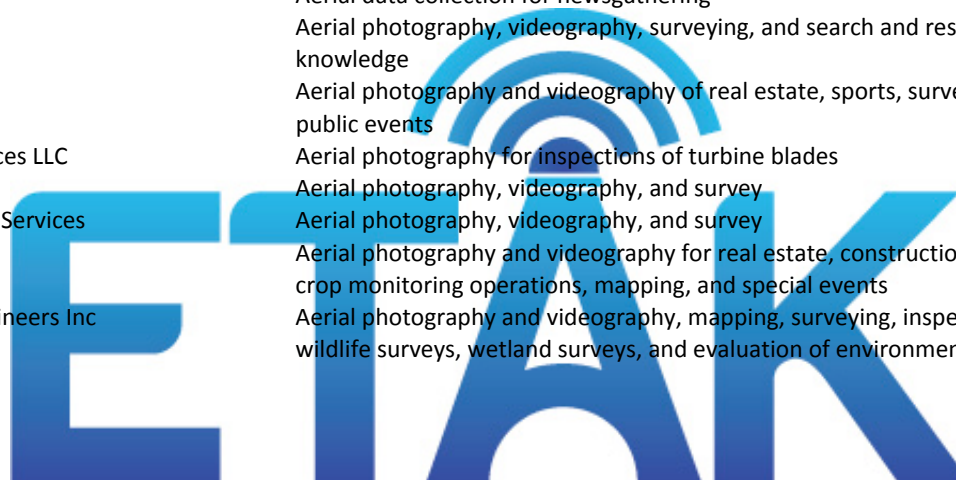 Aerial data collection for newsgathering
Aerial photography, videography, surveying, and search and res
knowledge
Aerial photography and videography of real estate, sports, surve
public events
ces LLC Aerial photography for inspections of turbine blades
Aerial photography, videography, and survey
Services Aerial photography, videography, and survey
Aerial photography and videography for real estate, constructio
crop monitoring operations, mapping, and special events
ineers Inc Aerial photography and videography, mapping, surveying, inspe
wildlife surveys, wetland surveys, and evaluation of environmen
ETAK